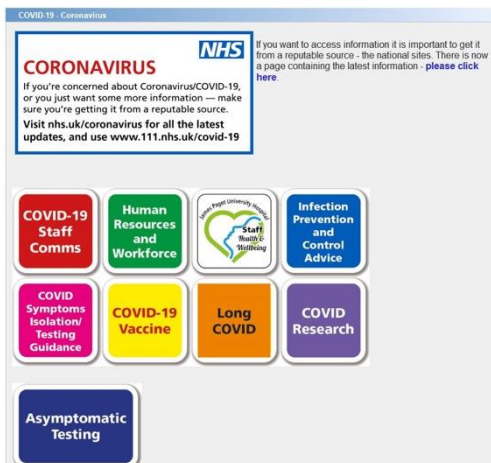 COVID-19 - Coronavirus
NHS
CORONAVIRUS
If you're concerned about Coronavirus/COVID-19,
or you just want some more information — make
sure you're getting it from a reputable source.
Visit nhs.uk/coronavirus for all the latest
updates, and use www.111.nhs.uk/covid-19
If you want to access information it is important to get it
from a reputable source - the national sites. There is now
a page containing the latest information - please click
here.
COVID-19
Staff
Comms
Human
Resources
and
Workforce
James Paget University Hospital
Staff
Health &
Wellbeing
Infection
Prevention
and
Control
Advice
COVID
Symptoms
Isolation/
Testing
Guidance
COVID-19
Vaccine
Long
COVID
COVID
Research
Asymptomatic
Testing